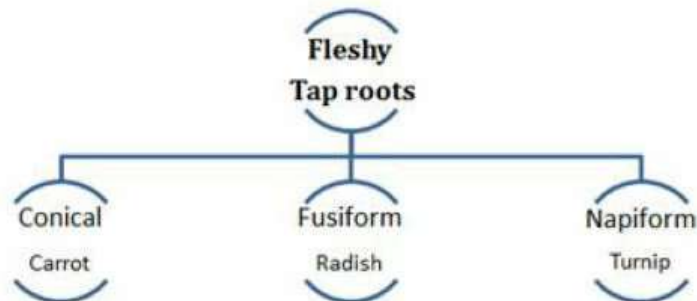 Fleshy
Tap roots
Conical
Carrot
Fusiform
Radish
Napiform
Turnip